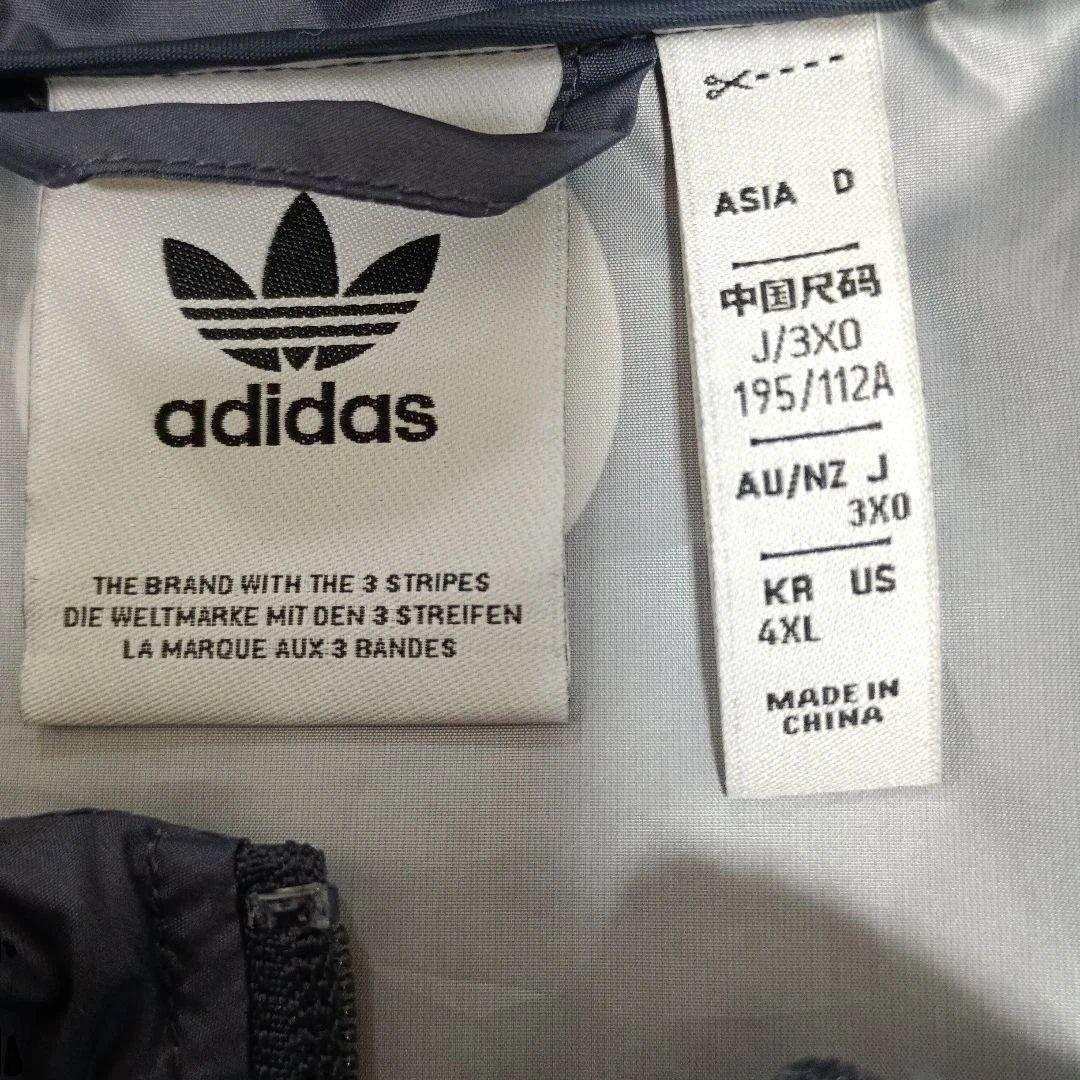 adidas
THE BRAND WITH THE 3 STRIPES
DIE WELTMARKE MIT DEN 3 STREIFEN
LA MARQUE AUX 3 BANDES
ASIA D
中国尺码
J/3XO
195/112A
AU/NZ J
3XO
KR US
4XL
MADE IN
CHINA